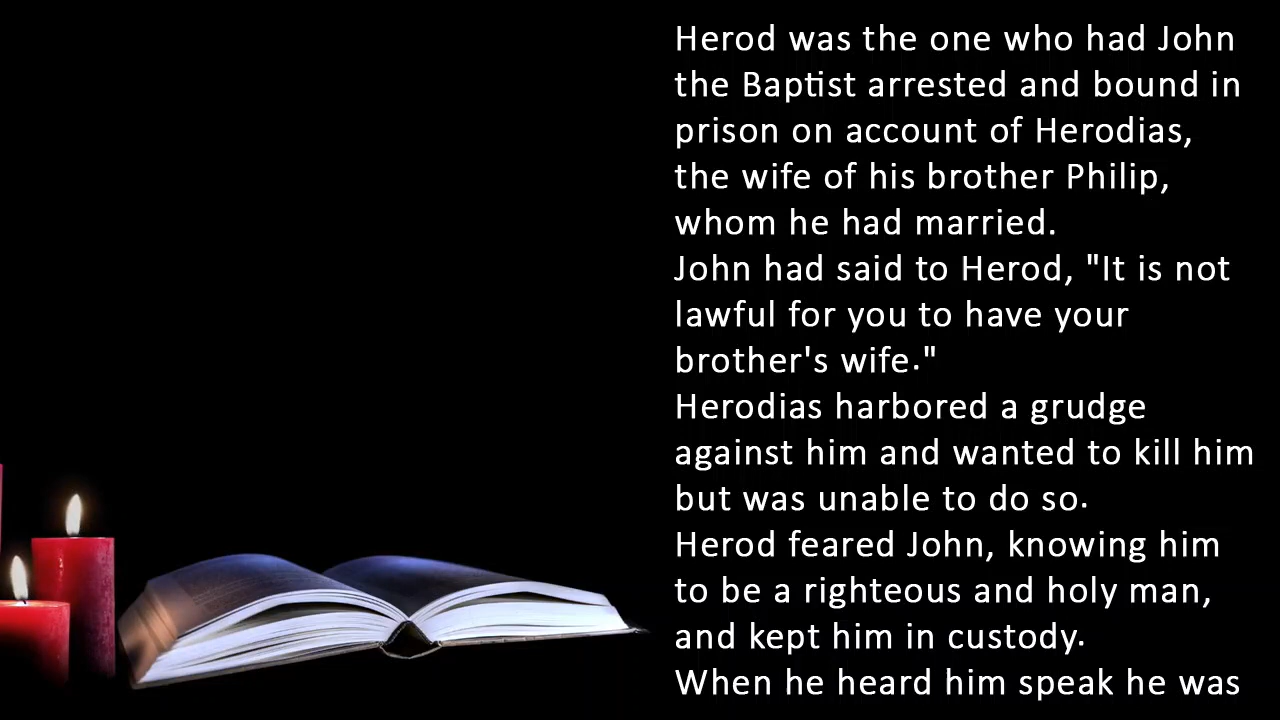 Herod was the one who had John
the Baptist arrested and bound in
prison on account of Herodias,
the wife of his brother Philip,
whom he had married.
John had said to Herod, "It is not
lawful for you to have your
brother's wife."
Herodias harbored a grudge
against him and wanted to kill him
but was unable to do so.
Herod feared John, knowing him
to be a righteous and holy man,
and kept him in custody.
When he heard him speak he was